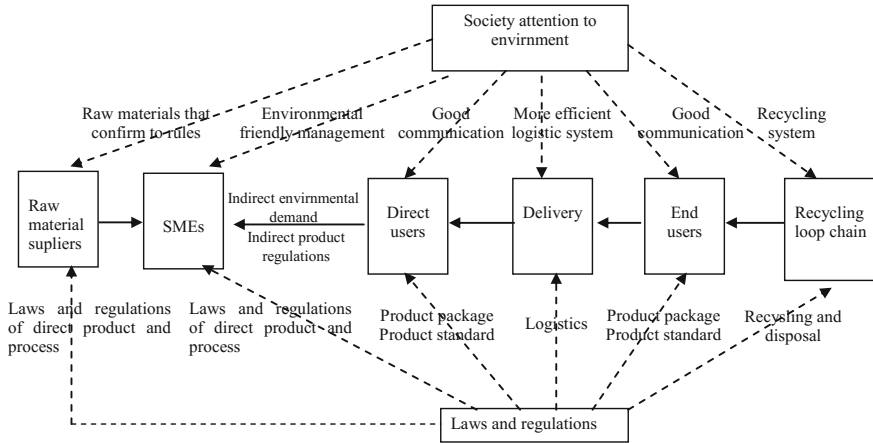 Society attention to
envirnment
Raw materials that
confirm to rules
Environmental
friendly management
Good
communication
More efficient
logistic system
Good
communication
Recycling
system
Raw
material
supliers
SMEs
Indirect envirnmental
demand
Indirect product
regulations
Direct
users
Delivery
End
users
Recycling
loop chain
Laws and regulations
of direct product and
process
Laws and regulations
of direct product and
process
Product package
Product standard
Logistics
Product package
Product standard
Recysling and
disposal
Laws and regulations